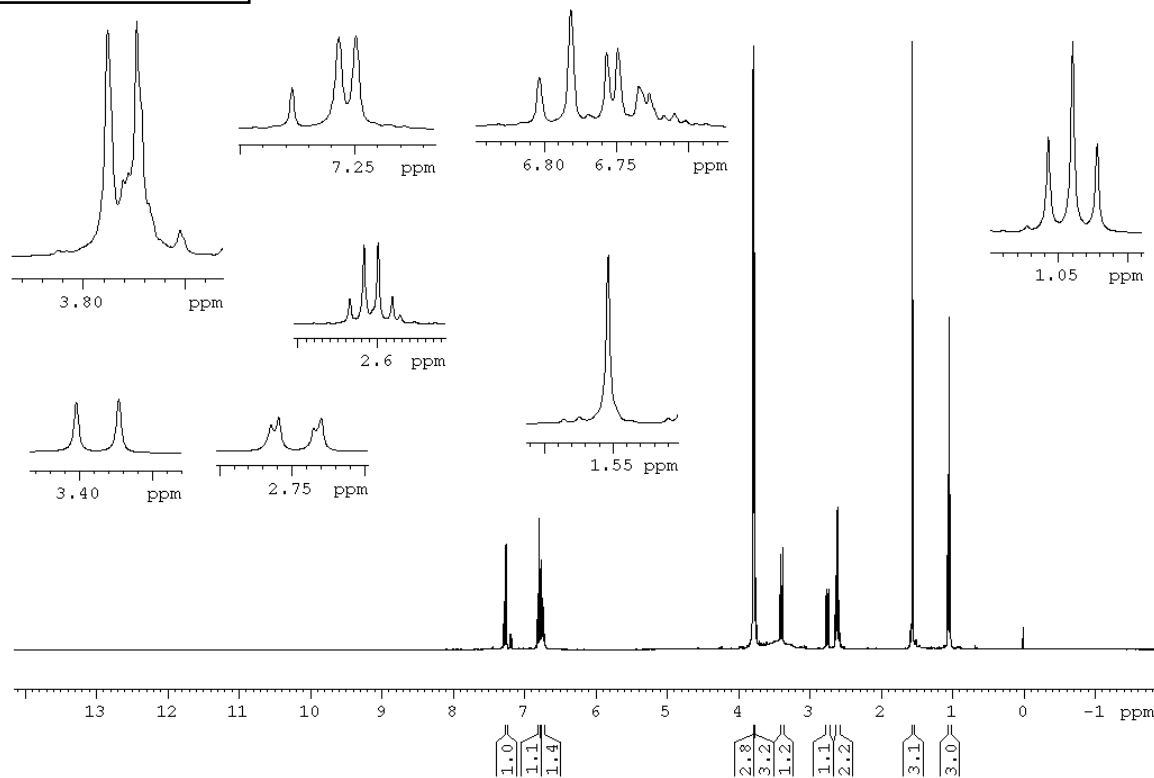 7.25 ppm
6.80 6.75 ppm
1.05 ppm
3.80 ppm
2.6 ppm
3.40 ppm
2.75 ppm
1.55 ppm
13 12 11 10 9 8 7 6 5 4 3 2 1 0 -1 ppm
1.0 1.1 1.4 2.8 3.2 1.2 1.1 2.2 3.1 3.0